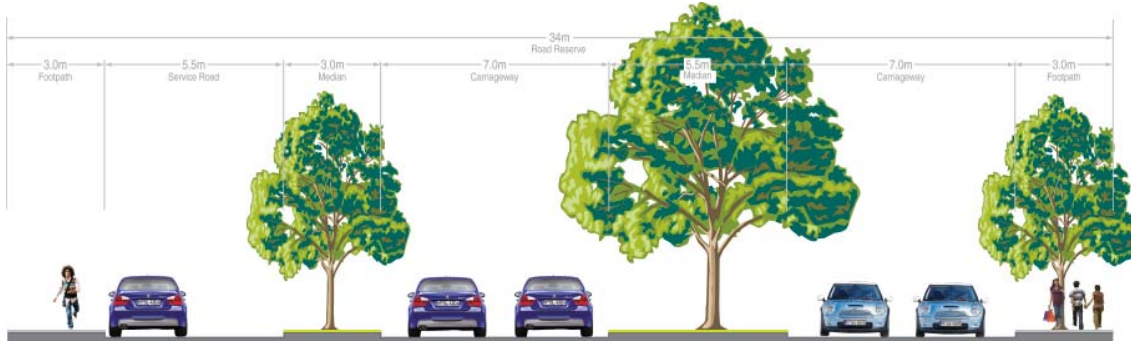 34m
Road Reserve
3.0m
Footpath
5.5m
Service Road
3.0m
Median
7.0m
Carriageway
5.5m
Median
7.0m
Carriageway
3.0m
Footpath